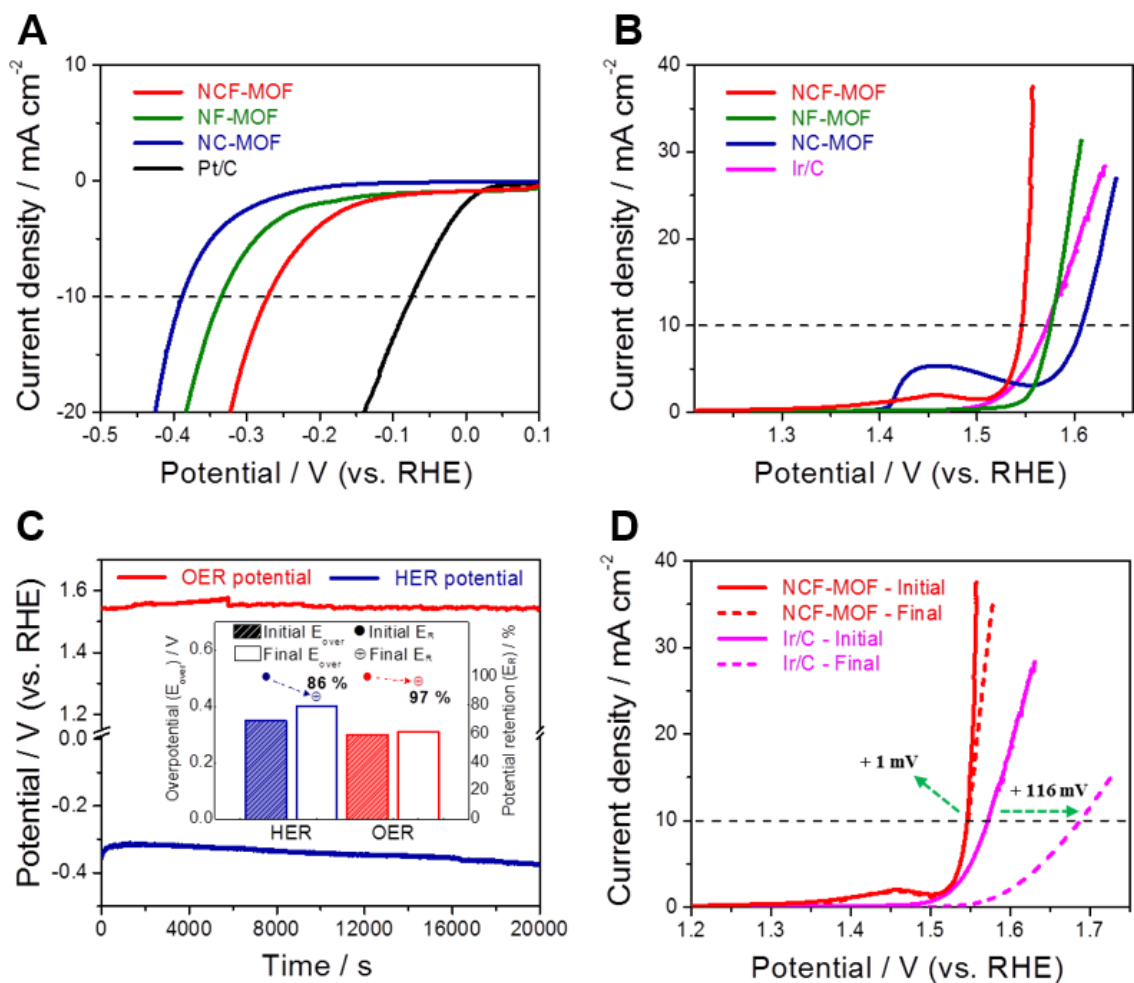 A
10
0
-10
-20
Current density / mA cm⁻²
NCF-MOF
NF-MOF
NC-MOF
Pt/C
-0.5 -0.4 -0.3 -0.2 -0.1 0.0 0.1
Potential / V (vs. RHE)
B
40
30
20
10
0
Current density / mA cm⁻²
NCF-MOF
NF-MOF
NC-MOF
Ir/C
1.3 1.4 1.5 1.6
Potential / V (vs. RHE)
C
OER potential HER potential
1.6
1.4
1.2
0.0
-0.2
-0.4
Potential / V (vs. RHE)
Initial E over Initial E R
Final E over Final E R
86 %
97 %
0.6
0.4
0.2
0.0
Overpotential (E over) / V
100
80
60
40
20
0
Potential retention (E R) / %
HER OER
0 4000 8000 12000 16000 20000
Time / s
D
40
30
20
10
0
Current density / mA cm⁻²
NCF-MOF - Initial
NCF-MOF - Final
Ir/C - Initial
Ir/C - Final
+ 1 mV
+ 116 mV
1.2 1.3 1.4 1.5 1.6 1.7
Potential / V (vs. RHE)